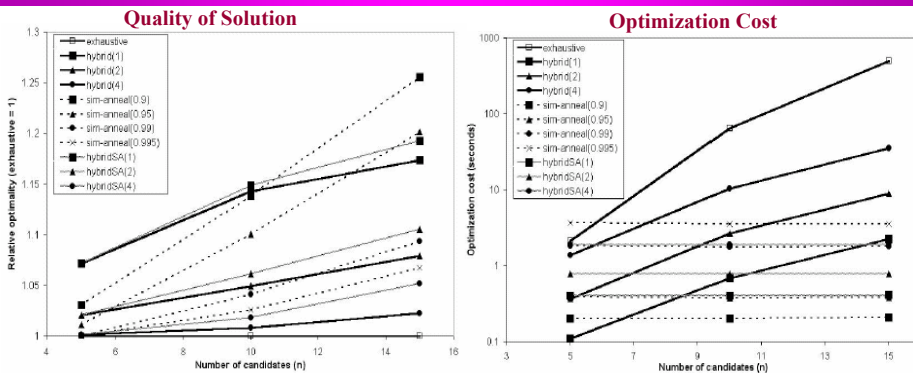 Quality of Solution
Optimization Cost
1.3
1.25
1.2
1.15
1.1
1.05
1
4
6
8
10
12
14
16
Relative optimality (exhaustive = 1)
Number of candidates (n)
exhaustive
hybrid(1)
hybrid(2)
hybrid(4)
sim-anneal(0.9)
sim-anneal(0.95)
sim-anneal(0.99)
sim-anneal(0.995)
hybridSA(1)
hybridSA(2)
hybridSA(4)
1000
100
10
1
0.1
3
5
7
9
11
13
15
Optimization cost (seconds)
Number of candidates (n)
exhaustive
hybrid(1)
hybrid(2)
hybrid(4)
sim-anneal(0.9)
sim-anneal(0.95)
sim-anneal(0.99)
sim-anneal(0.995)
hybridSA(1)
hybridSA(2)
hybridSA(4)